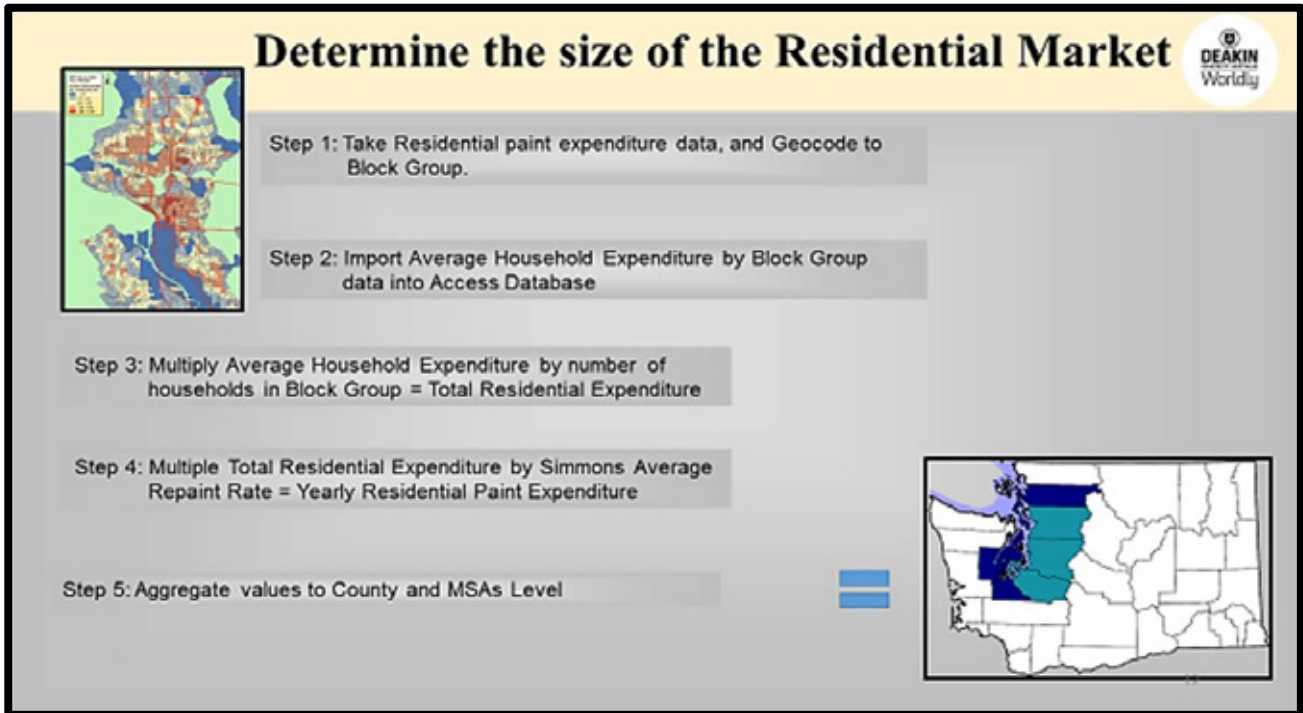 Determine the size of the Residential Market
DEAKIN
Worldly
Step 1: Take Residential paint expenditure data, and Geocode to
Block Group.
Step 2: Import Average Household Expenditure by Block Group
data into Access Database
Step 3: Multiply Average Household Expenditure by number of
households in Block Group = Total Residential Expenditure
Step 4: Multiple Total Residential Expenditure by Simmons Average
Repaint Rate = Yearly Residential Paint Expenditure
Step 5: Aggregate values to County and MSAs Level